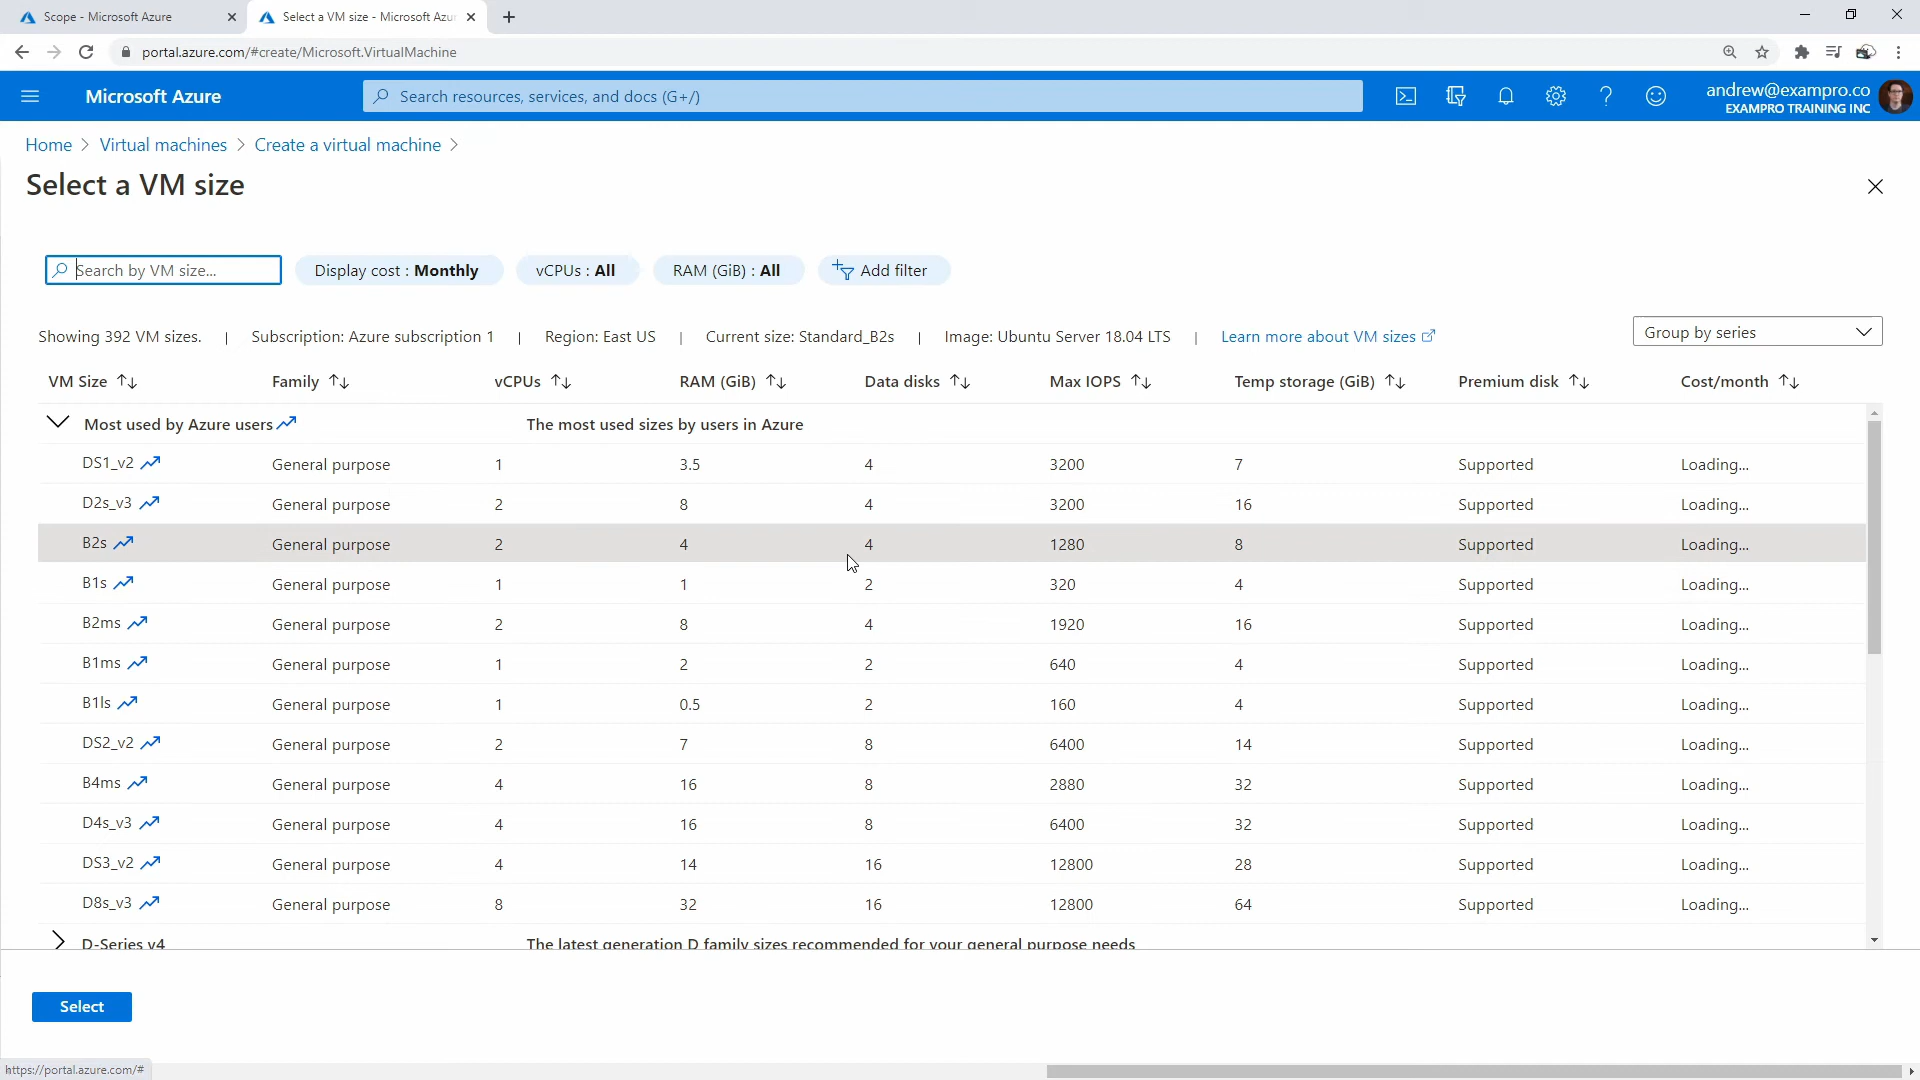 Scope - Microsoft Azure
Select a VM size - Microsoft Azu
portal.azure.com/#create/Microsoft.VirtualMachine
Microsoft Azure
Search resources, services, and docs (G+/)
andrew@exampro.co
EXAMPRO TRAINING INC
Home > Virtual machines > Create a virtual machine >
Select a VM size
Search by VM size...
Display cost : Monthly
vCPUs : All
RAM (GiB) : All
Add filter
Showing 392 VM sizes. | Subscription: Azure subscription 1 | Region: East US | Current size: Standard_B2s | Image: Ubuntu Server 18.04 LTS | Learn more about VM sizes
Group by series
VM Size Family vCPUs RAM (GiB) Data disks Max IOPS Temp storage (GiB) Premium disk Cost/month
Most used by Azure users The most used sizes by users in Azure
DS1_v2 General purpose 1 3.5 4 3200 7 Supported Loading...
D2s_v3 General purpose 2 8 4 3200 16 Supported Loading...
B2s General purpose 2 4 4 1280 8 Supported Loading...
B1s General purpose 1 1 2 320 4 Supported Loading...
B2ms General purpose 2 8 4 1920 16 Supported Loading...
B1ms General purpose 1 2 2 640 4 Supported Loading...
B1ls General purpose 1 0.5 2 160 4 Supported Loading...
DS2_v2 General purpose 2 7 8 6400 14 Supported Loading...
B4ms General purpose 4 16 8 2880 32 Supported Loading...
D4s_v3 General purpose 4 16 8 6400 32 Supported Loading...
DS3_v2 General purpose 4 14 16 12800 28 Supported Loading...
D8s_v3 General purpose 8 32 16 12800 64 Supported Loading...
D-Series v4 The latest generation D family sizes recommended for your general purpose needs
Select
https://portal.azure.com/#